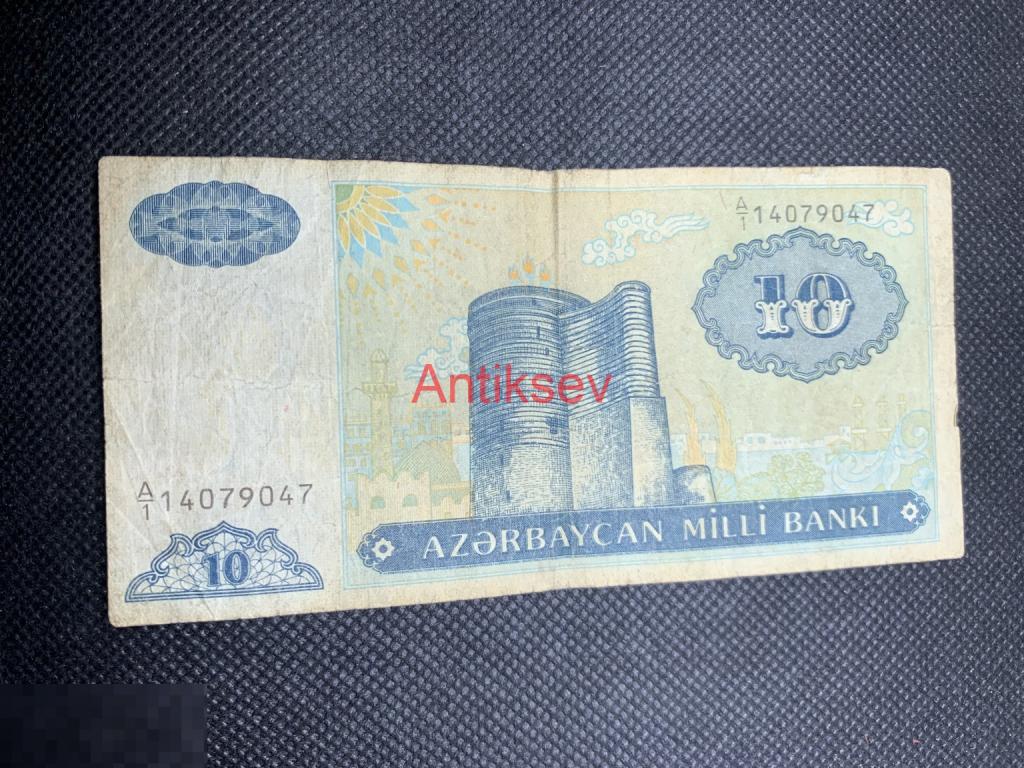 A/1 14079047
10
Antiksev
A/1 14079047
10
AZƏRBAYCAN MİLLİ BANKI